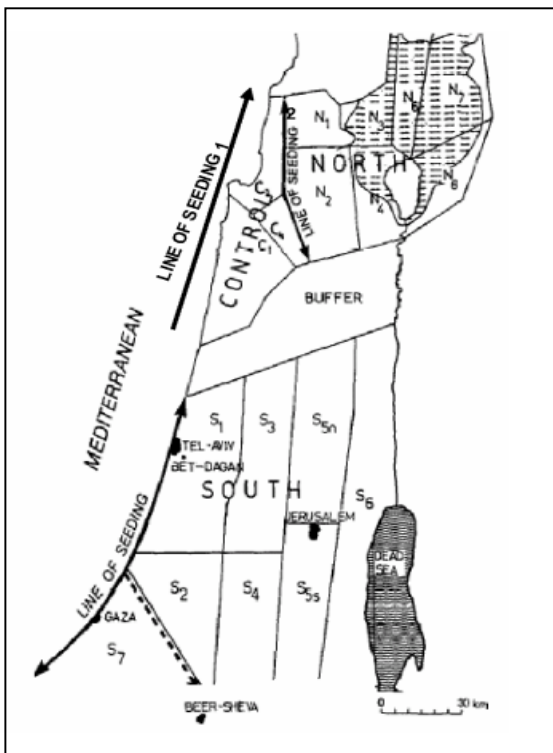 N₁
N₃
N₆
N₇
2
NORTH
LINE OF SEEDING 1
LINE OF SEEDING
N₂
N₄
N₈
C₃
C₄
C₁
CONTROL
BUFFER
MEDITERRANEAN
S₁
S₃
S₅ₙ
TEL-AVIV
BET-DAGAN
SOUTH
S₆
JERUSALEM
DEAD
SEA
LINE OF SEEDING
S₂
S₄
S₅ₛ
GAZA
S₇
BEER-SHEVA
0 30 km